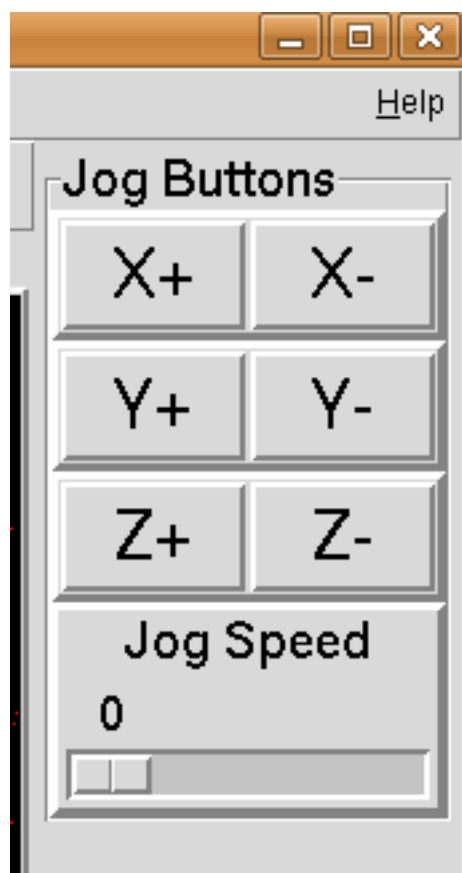 Help
Jog Buttons
X+ X-
Y+ Y-
Z+ Z-
Jog Speed
0